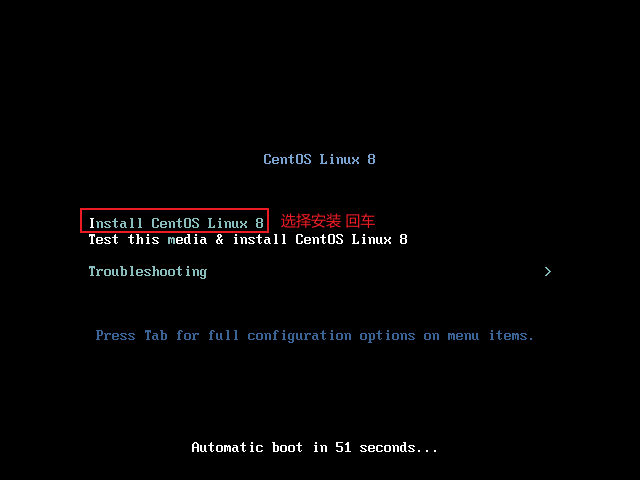 CentOS Linux 8
Install CentOS Linux 8 选择安装 回车
Test this media & install CentOS Linux 8
Troubleshooting >
Press Tab for full configuration options on menu items.
Automatic boot in 51 seconds...